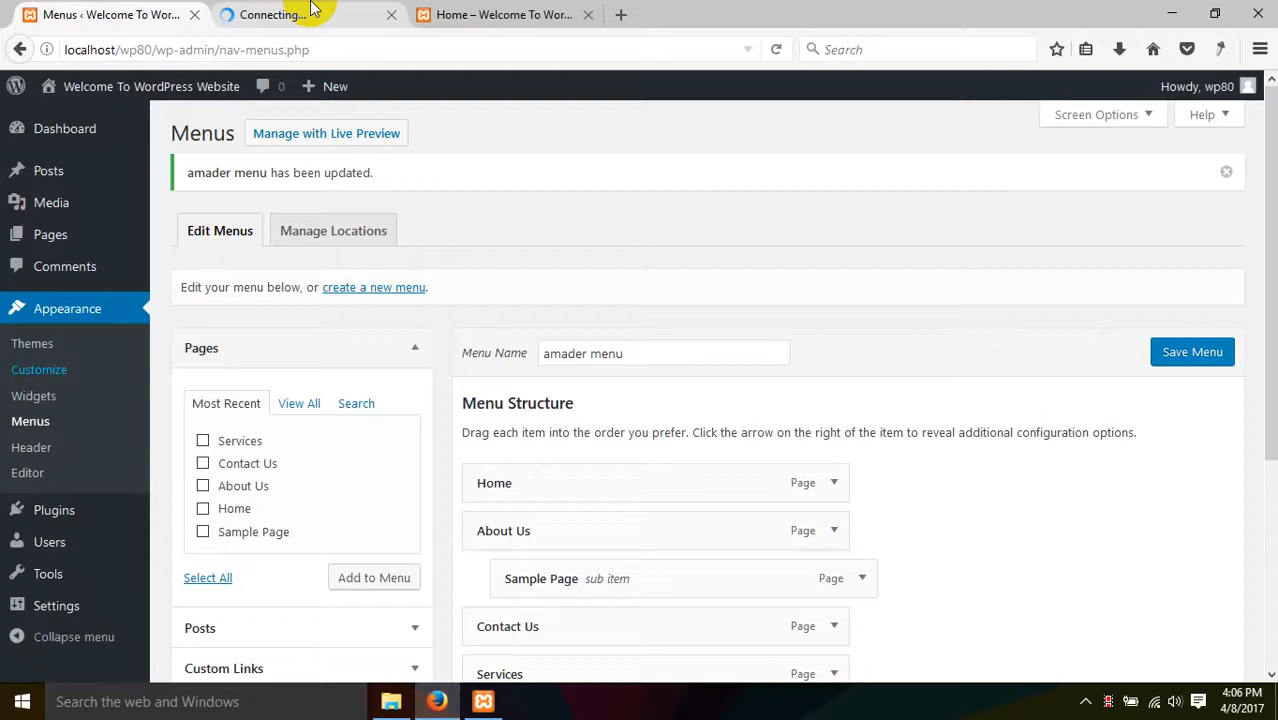 Menus ‹ Welcome To Wor...
Connecting...
Home – Welcome To Wor...
localhost/wp80/wp-admin/nav-menus.php
Search
Welcome To WordPress Website
0
New
Howdy, wp80
Dashboard
Posts
Media
Pages
Comments
Appearance
Themes
Customize
Widgets
Menus
Header
Editor
Plugins
Users
Tools
Settings
Collapse menu
Screen Options
Help
Menus
Manage with Live Preview
amader menu has been updated.
Edit Menus
Manage Locations
Edit your menu below, or create a new menu.
Pages
Most Recent
View All
Search
Services
Contact Us
About Us
Home
Sample Page
Select All
Add to Menu
Posts
Custom Links
Menu Name
amader menu
Save Menu
Menu Structure
Drag each item into the order you prefer. Click the arrow on the right of the item to reveal additional configuration options.
Home Page
About Us Page
Sample Page sub item Page
Contact Us Page
Services Page
Search the web and Windows
4:06 PM
4/8/2017